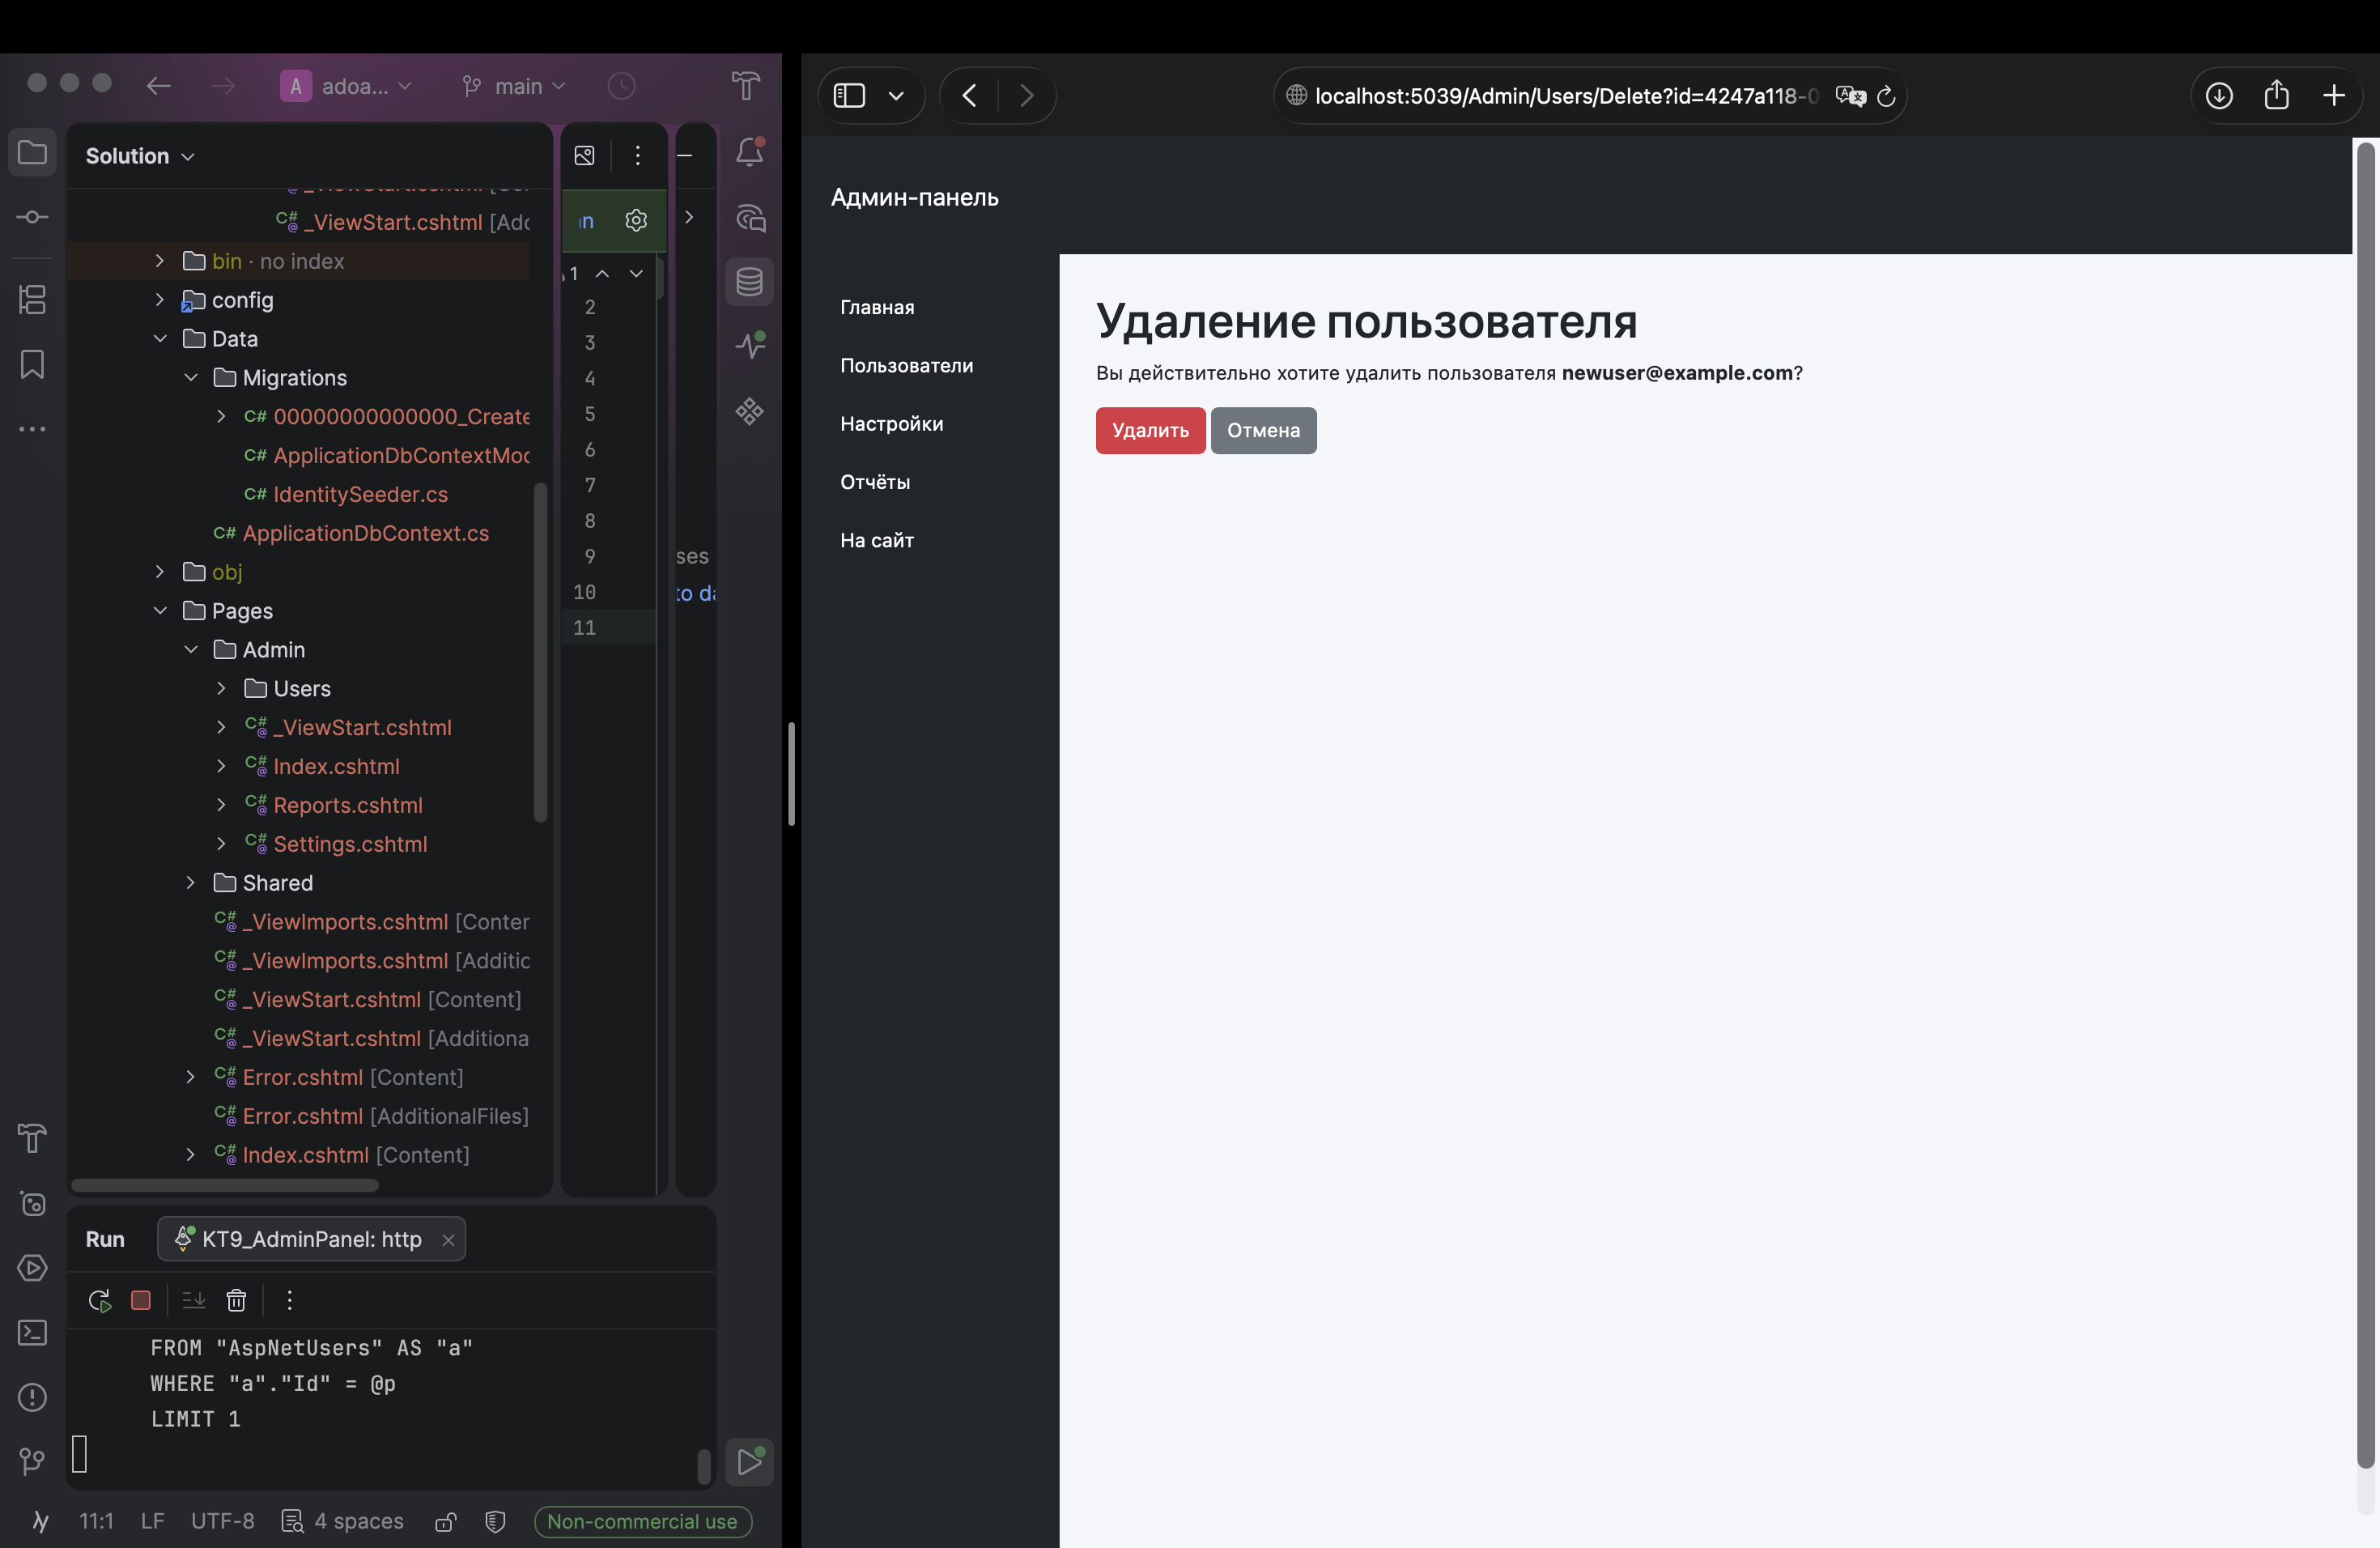 A adoa... main
Solution
_ViewStart.cshtml [Adc
bin · no index
config
Data
Migrations
C# 00000000000000_Create
C# ApplicationDbContextMoc
C# IdentitySeeder.cs
C# ApplicationDbContext.cs
obj
Pages
Admin
Users
C#@ _ViewStart.cshtml
C#@ Index.cshtml
C#@ Reports.cshtml
C#@ Settings.cshtml
Shared
C#@ _ViewImports.cshtml [Conter
C#@ _ViewImports.cshtml [Additic
C#@ _ViewStart.cshtml [Content]
C#@ _ViewStart.cshtml [Additiona
C#@ Error.cshtml [Content]
C#@ Error.cshtml [AdditionalFiles]
C#@ Index.cshtml [Content]
1
2
3
4
5
6
7
8
9
10
11
ses
to da
Run KT9_AdminPanel: http
FROM "AspNetUsers" AS "a"
WHERE "a"."Id" = @p
LIMIT 1
11:1 LF UTF-8 4 spaces Non-commercial use
localhost:5039/Admin/Users/Delete?id=4247a118-0
Админ-панель
Главная
Пользователи
Настройки
Отчёты
На сайт
Удаление пользователя
Вы действительно хотите удалить пользователя newuser@example.com?
Удалить Отмена